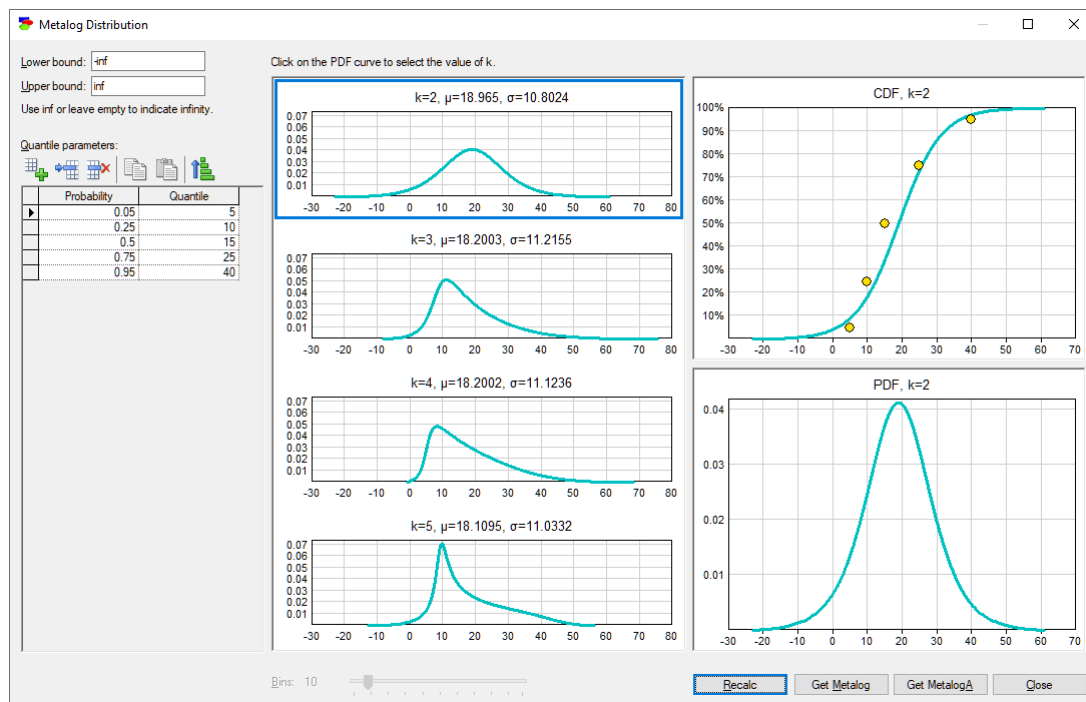 Metalog Distribution
Lower bound: -inf
Upper bound: inf
Use inf or leave empty to indicate infinity.
Quantile parameters:
Probability Quantile
0.05 5
0.25 10
0.5 15
0.75 25
0.95 40
Click on the PDF curve to select the value of k.
k=2, μ=18.965, σ=10.8024
0.07
0.06
0.05
0.04
0.03
0.02
0.01
-30 -20 -10 0 10 20 30 40 50 60 70 80
k=3, μ=18.2003, σ=11.2155
0.07
0.06
0.05
0.04
0.03
0.02
0.01
-30 -20 -10 0 10 20 30 40 50 60 70 80
k=4, μ=18.2002, σ=11.1236
0.07
0.06
0.05
0.04
0.03
0.02
0.01
-30 -20 -10 0 10 20 30 40 50 60 70 80
k=5, μ=18.1095, σ=11.0332
0.07
0.06
0.05
0.04
0.03
0.02
0.01
-30 -20 -10 0 10 20 30 40 50 60 70 80
CDF, k=2
100%
90%
80%
70%
60%
50%
40%
30%
20%
10%
-30 -20 -10 0 10 20 30 40 50 60 70
PDF, k=2
0.04
0.03
0.02
0.01
-30 -20 -10 0 10 20 30 40 50 60 70
Bins: 10
Recalc Get Metalog Get MetalogA Close